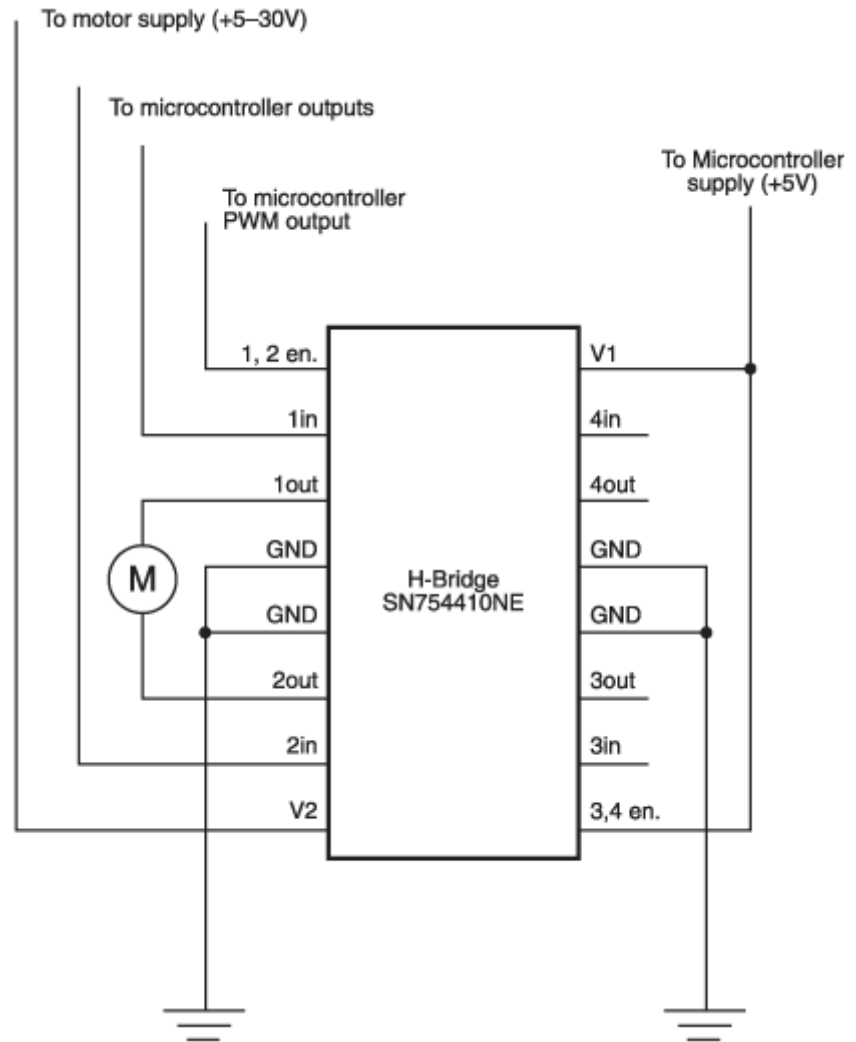 To motor supply (+5–30V)
To microcontroller outputs
To Microcontroller
supply (+5V)
To microcontroller
PWM output
1, 2 en.
V1
1in
4in
1out
4out
GND
GND
M
H-Bridge
SN754410NE
GND
GND
2out
3out
2in
3in
V2
3,4 en.